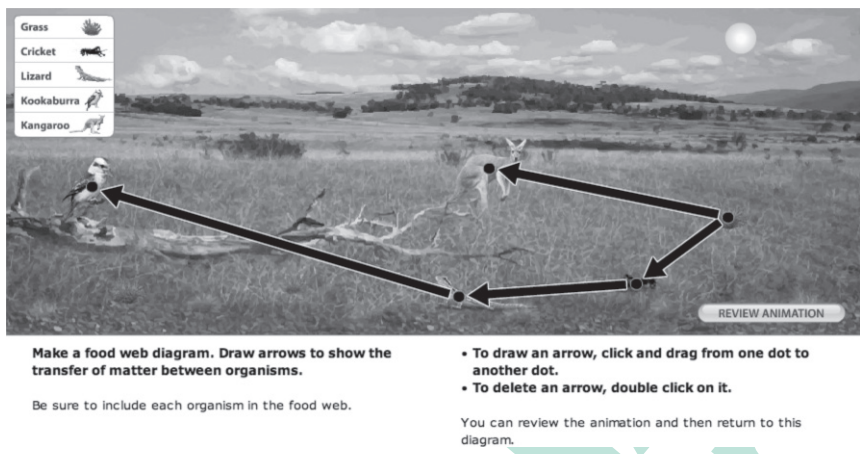 Grass
Cricket
Lizard
Kookaburra
Kangaroo
REVIEW ANIMATION
Make a food web diagram. Draw arrows to show the
transfer of matter between organisms.
Be sure to include each organism in the food web.
• To draw an arrow, click and drag from one dot to
another dot.
• To delete an arrow, double click on it.
You can review the animation and then return to this
diagram.